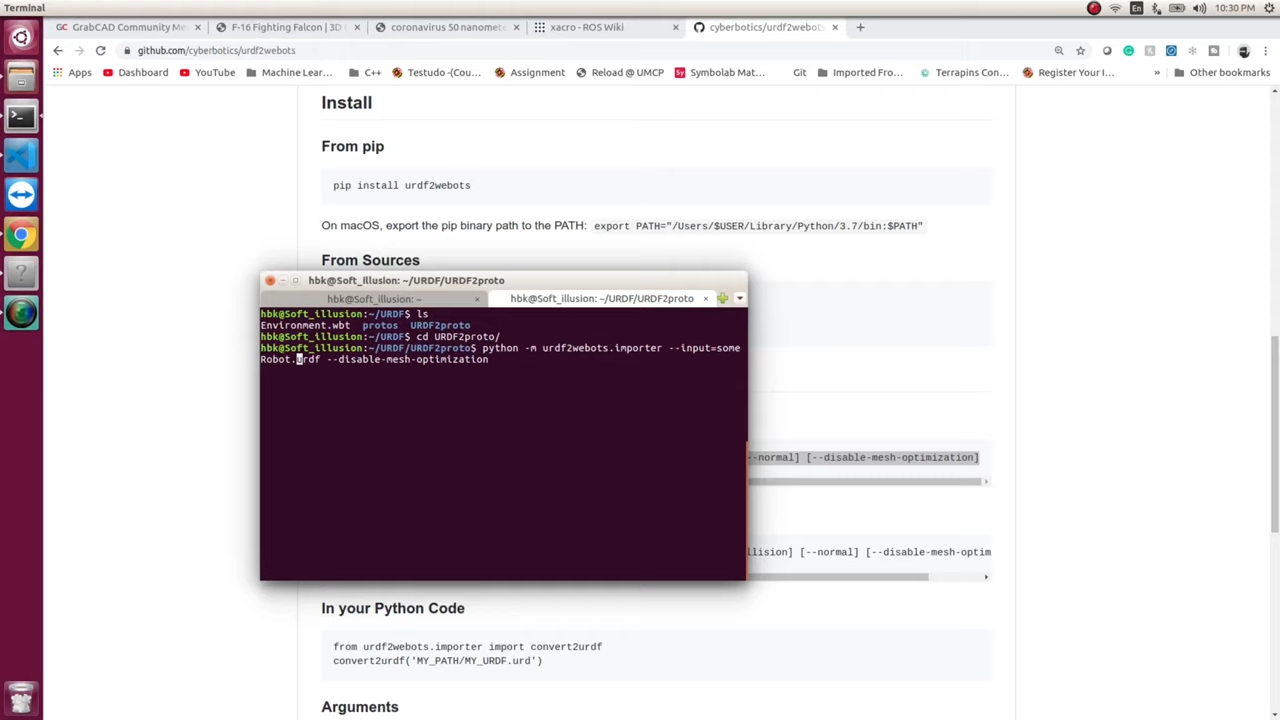 Terminal
En
10:30 PM
GrabCAD Community Me
F-16 Fighting Falcon | 3D
coronavirus 50 nanomet
xacro - ROS Wiki
cyberbotics/urdf2webots
github.com/cyberbotics/urdf2webots
Apps
Dashboard
YouTube
Machine Lear...
C++
Testudo -(Cou...
Assignment
Reload @ UMCP
Sy Symbolab Mat...
Git
Imported Fro...
Terrapins Con...
Register Your I...
»
Other bookmarks
Install
From pip
pip install urdf2webots
On macOS, export the pip binary path to the PATH: export PATH="/Users/$USER/Library/Python/3.7/bin:$PATH"
From Sources
hbk@Soft_illusion: ~/URDF/URDF2proto
hbk@Soft_illusion: ~
hbk@Soft_illusion: ~/URDF/URDF2proto
hbk@Soft_illusion:~/URDF$ ls
Environment.wbt protos URDF2proto
hbk@Soft_illusion:~/URDF$ cd URDF2proto/
hbk@Soft_illusion:~/URDF/URDF2proto$ python -m urdf2webots.importer --input=some
Robot.urdf --disable-mesh-optimization
--normal] [--disable-mesh-optimization]
llision] [--normal] [--disable-mesh-optim
In your Python Code
from urdf2webots.importer import convert2urdf
convert2urdf('MY_PATH/MY_URDF.urd')
Arguments